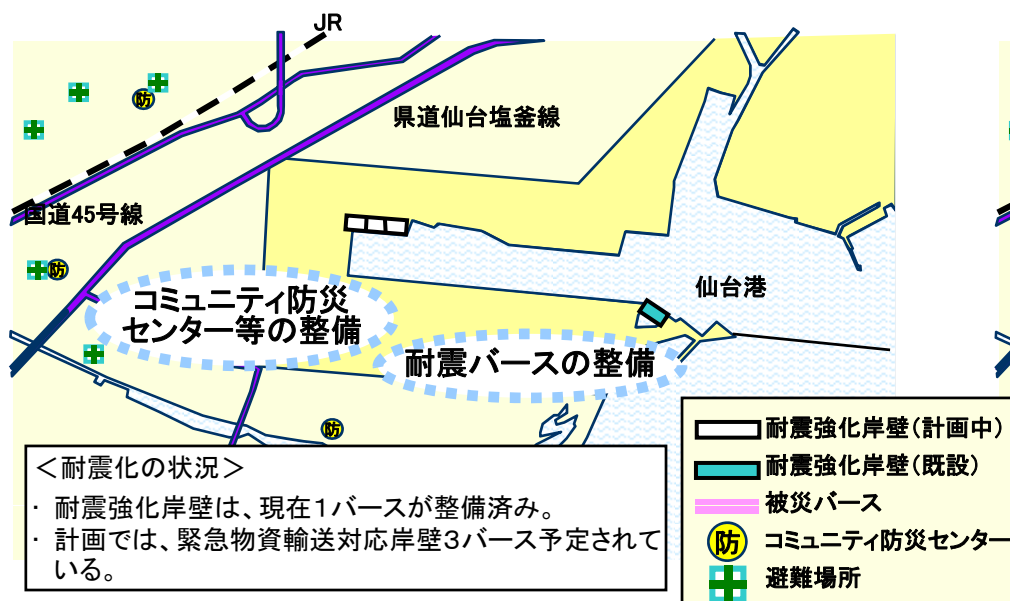 JR
県道仙台塩釜線
国道45号線
防
防
仙台港
コミュニティ防災
センター等の整備
耐震バースの整備
防
＜耐震化の状況＞
・ 耐震強化岸壁は、現在１バースが整備済み。
・ 計画では、緊急物資輸送対応岸壁３バース予定されて
いる。
耐震強化岸壁（計画中）
耐震強化岸壁（既設）
被災バース
防 コミュニティ防災センター
避難場所